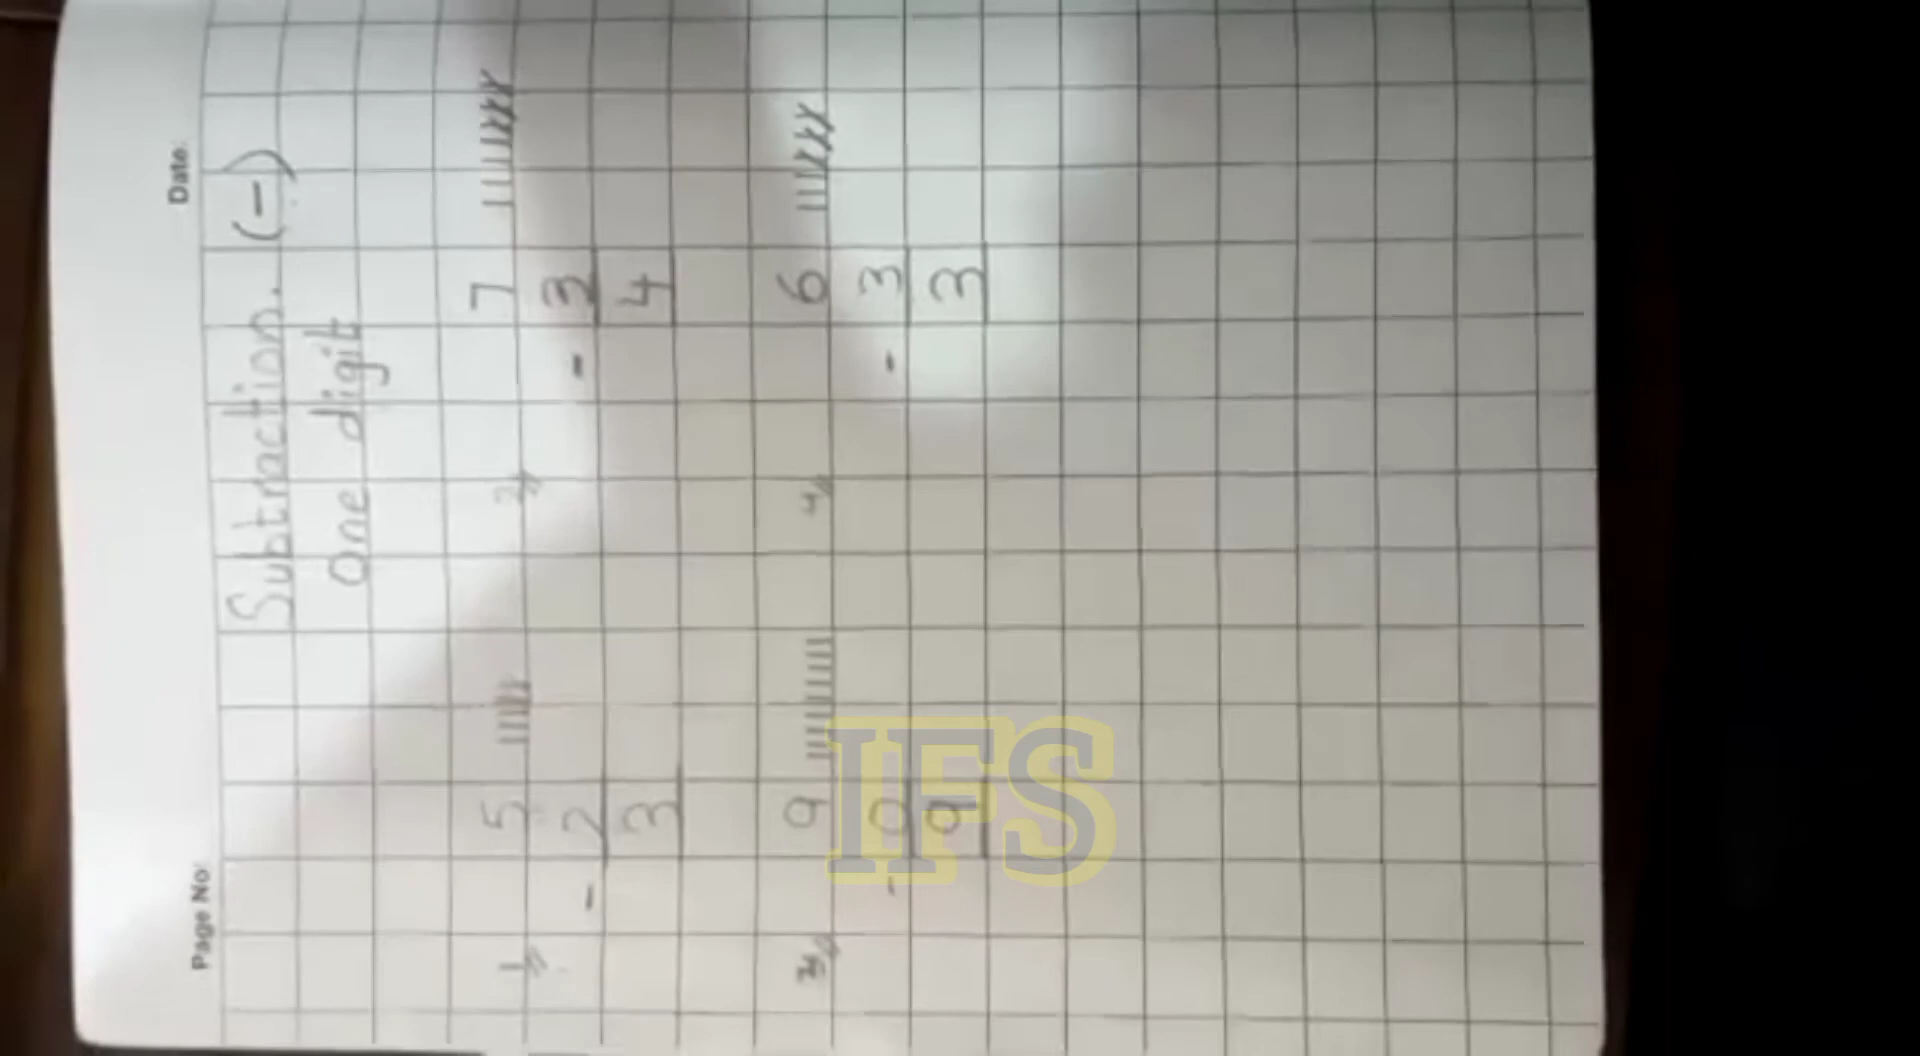 Page No
Date:
Subtraction. (-)
One digit
1 5 2 7
- 2 - 3
3 4
3 9 4 6
- 0 - 3
9 3
IFS